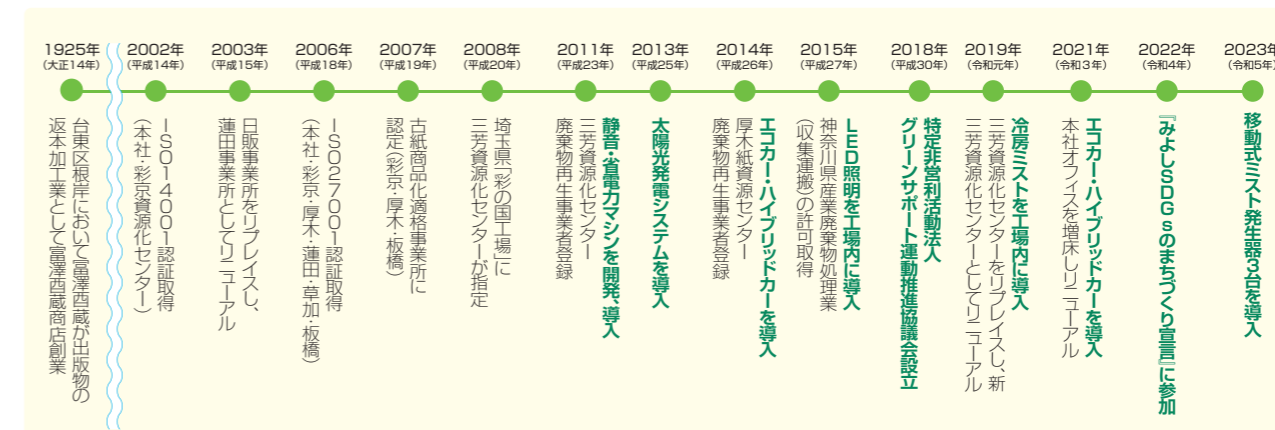 1925年
(大正14年)
台東区根岸において富澤酉蔵が出版物の
返本加工業として富澤酉蔵商店創業
2002年
(平成14年)
ISO14001認証取得
(本社・彩京資源化センター)
2003年
(平成15年)
日販事業所をリプレイスし、
蓮田事業所としてリニューアル
2006年
(平成18年)
ISO27001認証取得
(本社・彩京・厚木・蓮田・草加・板橋)
2007年
(平成19年)
古紙商品化適格事業所に
認定(彩京・厚木・板橋)
2008年
(平成20年)
埼玉県「彩の国工場」に
三芳資源化センターが指定
2011年
(平成23年)
静音・省電力マシンを開発、導入
三芳資源化センター
廃棄物再生事業者登録
2013年
(平成25年)
太陽光発電システムを導入
2014年
(平成26年)
エコカー・ハイブリッドカーを導入
厚木紙資源センター
廃棄物再生事業者登録
2015年
(平成27年)
LED照明を工場内に導入
神奈川県産業廃棄物処理業
(収集運搬)の許可取得
2018年
(平成30年)
特定非営利活動法人
グリーンサポート運動推進協議会設立
2019年
(令和元年)
冷房ミストを工場内に導入
三芳資源化センターをリプレイスし、新
三芳資源化センターとしてリニューアル
2021年
(令和3年)
エコカー・ハイブリッドカーを導入
本社オフィスを増床しリニューアル
2022年
(令和4年)
『みよしSDGsのまちづくり宣言』に参加
2023年
(令和5年)
移動式ミスト発生器3台を導入